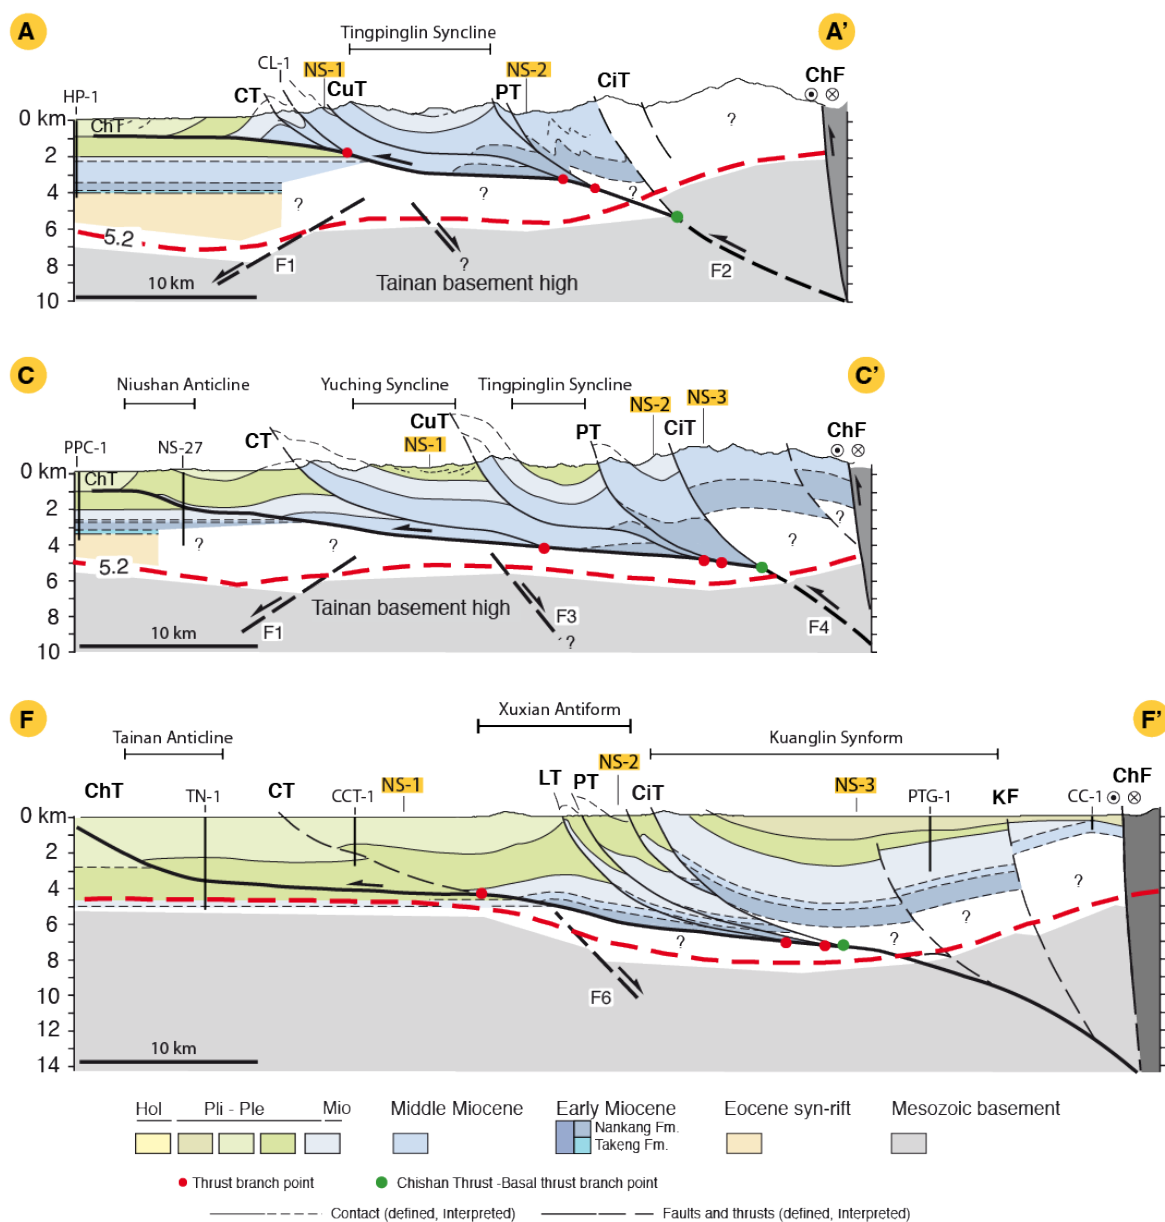 A
A'
Tingpinglin Syncline
CL-1
NS-1
NS-2
CiT
ChF
HP-1
CT
CuT
PT
0 km
ChT
?
2
4
?
?
?
6
5.2
F1
?
F2
8
10 km
Tainan basement high
10
C
C'
Niushan Anticline
Yuching Syncline
Tingpinglin Syncline
NS-2
NS-3
CuT
PPC-1
NS-27
CT
NS-1
PT
CiT
ChF
0 km
ChT
2
?
4
?
?
?
5.2
6
Tainan basement high
8
F1
F3
F4
10 km
?
10
F
F'
Xuxian Antiform
Tainan Anticline
Kuanglin Synform
NS-2
ChT
TN-1
CT
CCT-1
NS-1
LT
PT
CiT
NS-3
PTG-1
KF
CC-1
ChF
0 km
2
4
?
?
6
?
?
8
F6
10
12
10 km
14
Hol
Pli - Ple
Mio
Middle Miocene
Early Miocene
Eocene syn-rift
Mesozoic basement
Nankang Fm.
Takeng Fm.
Thrust branch point
Chishan Thrust -Basal thrust branch point
Contact (defined, Interpreted)
Faults and thrusts (defined, Interpreted)